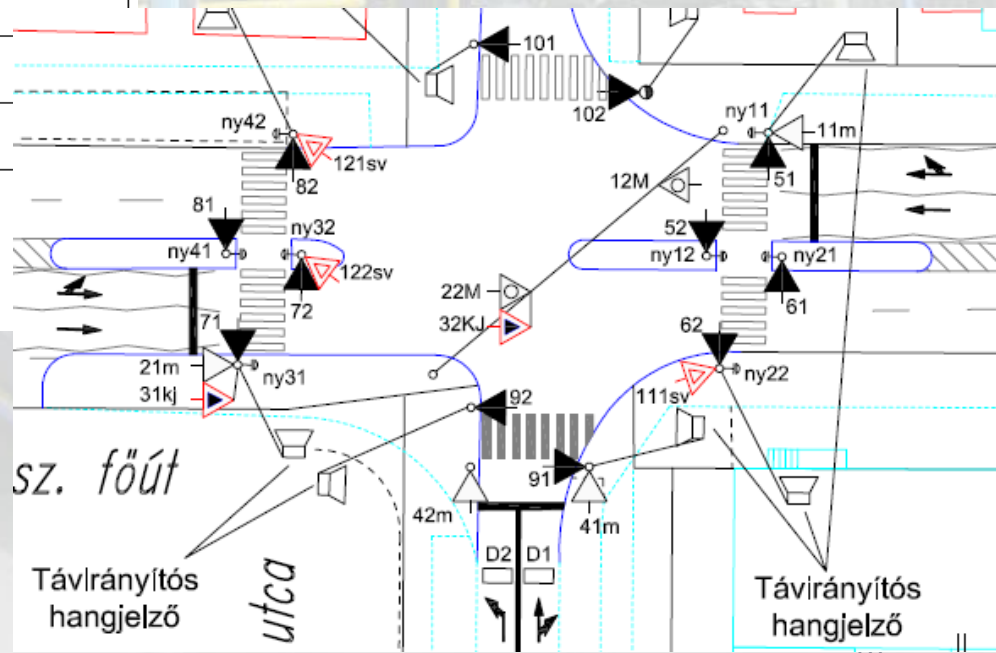 101
102
ny42
121sv
82
ny11
11m
51
12M
81
ny32
52
ny41
ny12
ny21
122sv
22M
72
61
71
32KJ
62
21m
ny31
ny22
31kj
92
111sv
sz. főút
91
42m
41m
D2 D1
Távirányítós
hangjelző
utca
Távirányítós
hangjelző